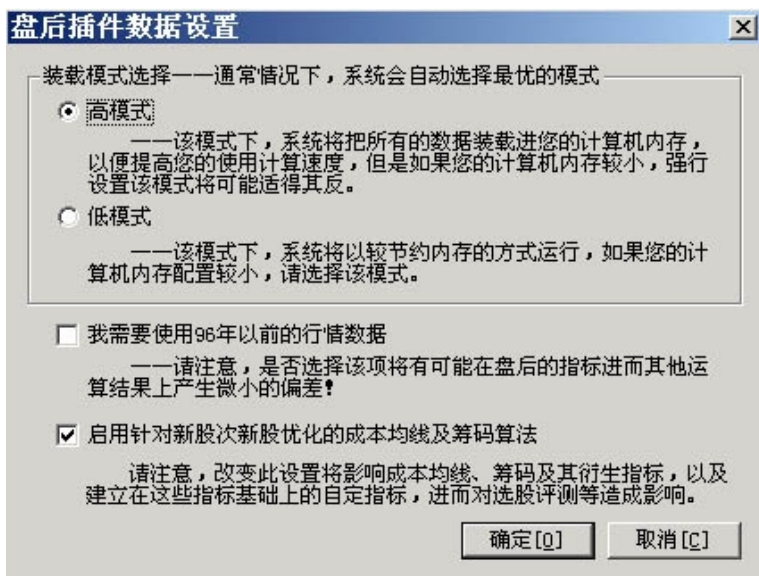 盘后插件数据设置
装载模式选择——通常情况下，系统会自动选择最优的模式
高模式
——该模式下，系统将把所有的数据装载进您的计算机内存，
以便提高您的使用计算速度，但是如果您的计算机内存较小，强行
设置该模式将可能适得其反。
低模式
——该模式下，系统将以较节约内存的方式运行，如果您的计
算机内存配置较小，请选择该模式。
我需要使用96年以前的行情数据
——请注意，是否选择该项将有可能在盘后的指标进而其他运
算结果上产生微小的偏差！
启用针对新股次新股优化的成本均线及筹码算法
请注意，改变此设置将影响成本均线、筹码及其衍生指标，以及
建立在这些指标基础上的自定指标，进而对选股评测等造成影响。
确定[O]
取消[C]